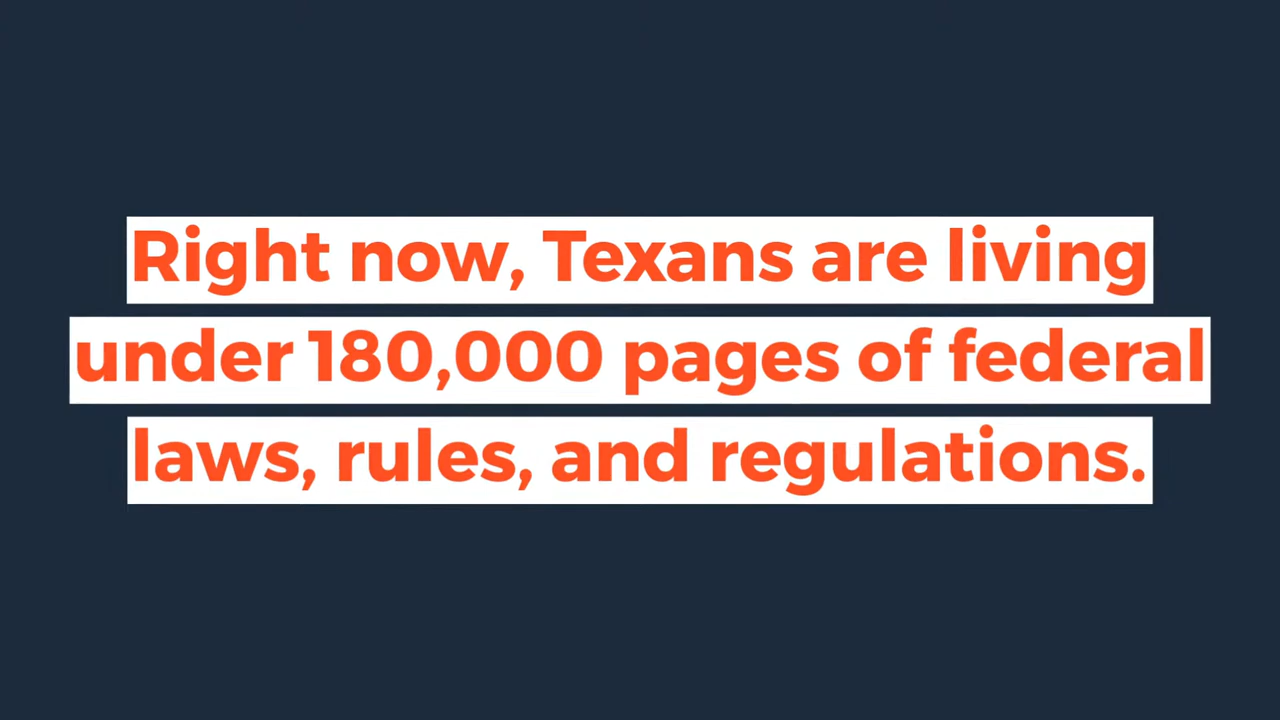 Right now, Texans are living
under 180,000 pages of federal
laws, rules, and regulations.